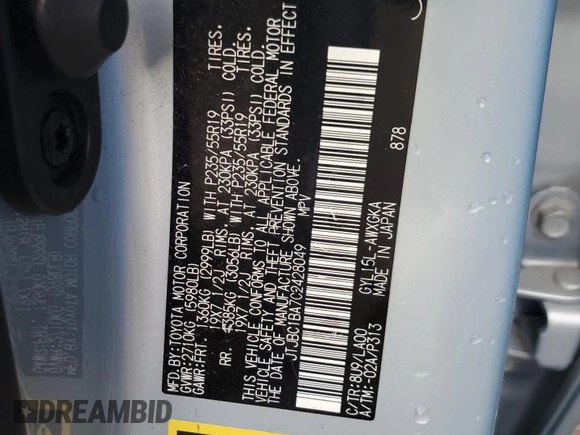 MFD.BY:TOYOTA MOTOR CORPORATION
GVWR:2710KG (5980LB)
GAWR:FRT. 1360KG (2999LB) WITH P235/55R19 TIRES,
19X7 1/2J RIMS, AT 230KPA (33PSI) COLD.
RR. 1385KG (3056LB) WITH P235/55R19 TIRES,
19X7 1/2J RIMS, AT 230KPA (33PSI) COLD.
THIS VEHICLE CONFORMS TO ALL APPLICABLE FEDERAL MOTOR
VEHICLE SAFETY AND THEFT PREVENTION STANDARDS IN EFFECT
ON THE DATE OF MANUFACTURE SHOWN ABOVE.
JTJBC1BA7C2428049
MPV
C/TR:8U9/LA00 GYL15L-AWXGKA
A/TM:-02A/P313 MADE IN JAPAN
878
RIDESAFELY